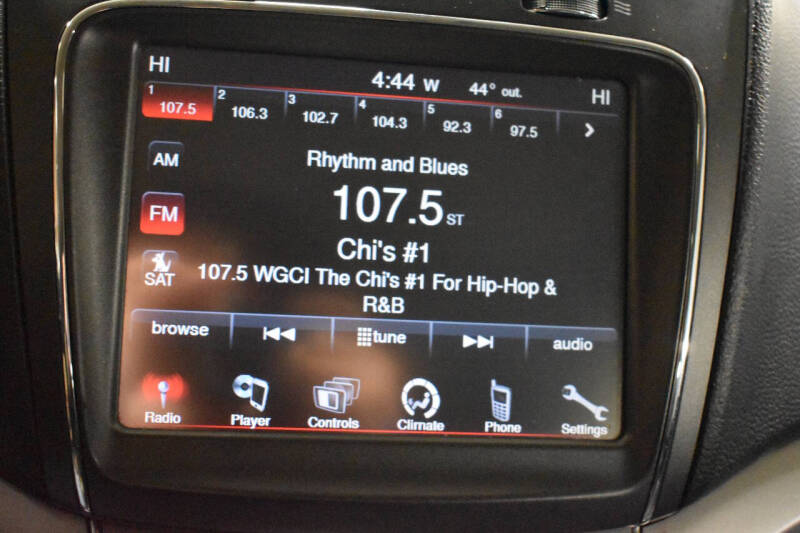 HI
4:44 W 44° out.
HI
1 107.5 2 106.3 3 102.7 4 104.3 5 92.3 6 97.5
AM
Rhythm and Blues
FM
107.5 ST
Chi's #1
SAT
107.5 WGCI The Chi's #1 For Hip-Hop &
R&B
browse tune audio
Radio Player Controls Climate Phone Settings